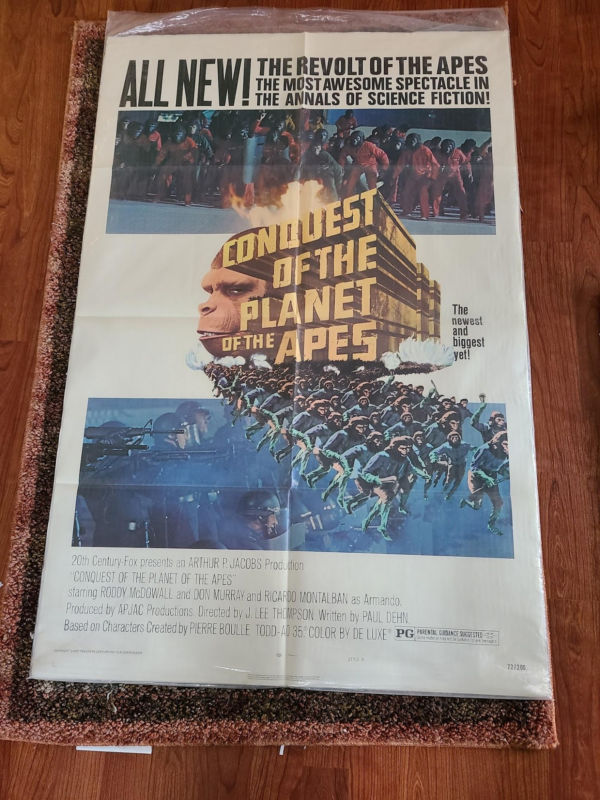 ALL NEW!
THE REVOLT OF THE APES
THE MOST AWESOME SPECTACLE IN
THE ANNALS OF SCIENCE FICTION!
CONQUEST
OF THE
PLANET
OF THE APES
The
newest
and
biggest
yet!
20th Century-Fox presents an ARTHUR P. JACOBS Production
"CONQUEST OF THE PLANET OF THE APES"
starring RODDY McDOWALL and DON MURRAY and RICARDO MONTALBAN as Armando.
Produced by APJAC Productions. Directed by J. LEE THOMPSON. Written by PAUL DEHN.
Based on Characters Created by PIERRE BOULLE TODD-AO 35. COLOR BY DE LUXE®
PG PARENTAL GUIDANCE SUGGESTED
72/200